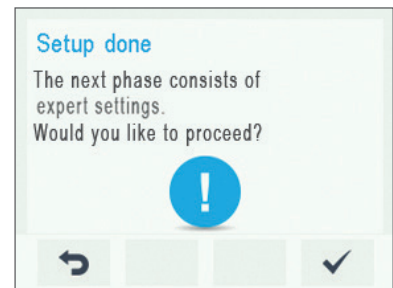 Setup done
The next phase consists of
expert settings.
Would you like to proceed?
!